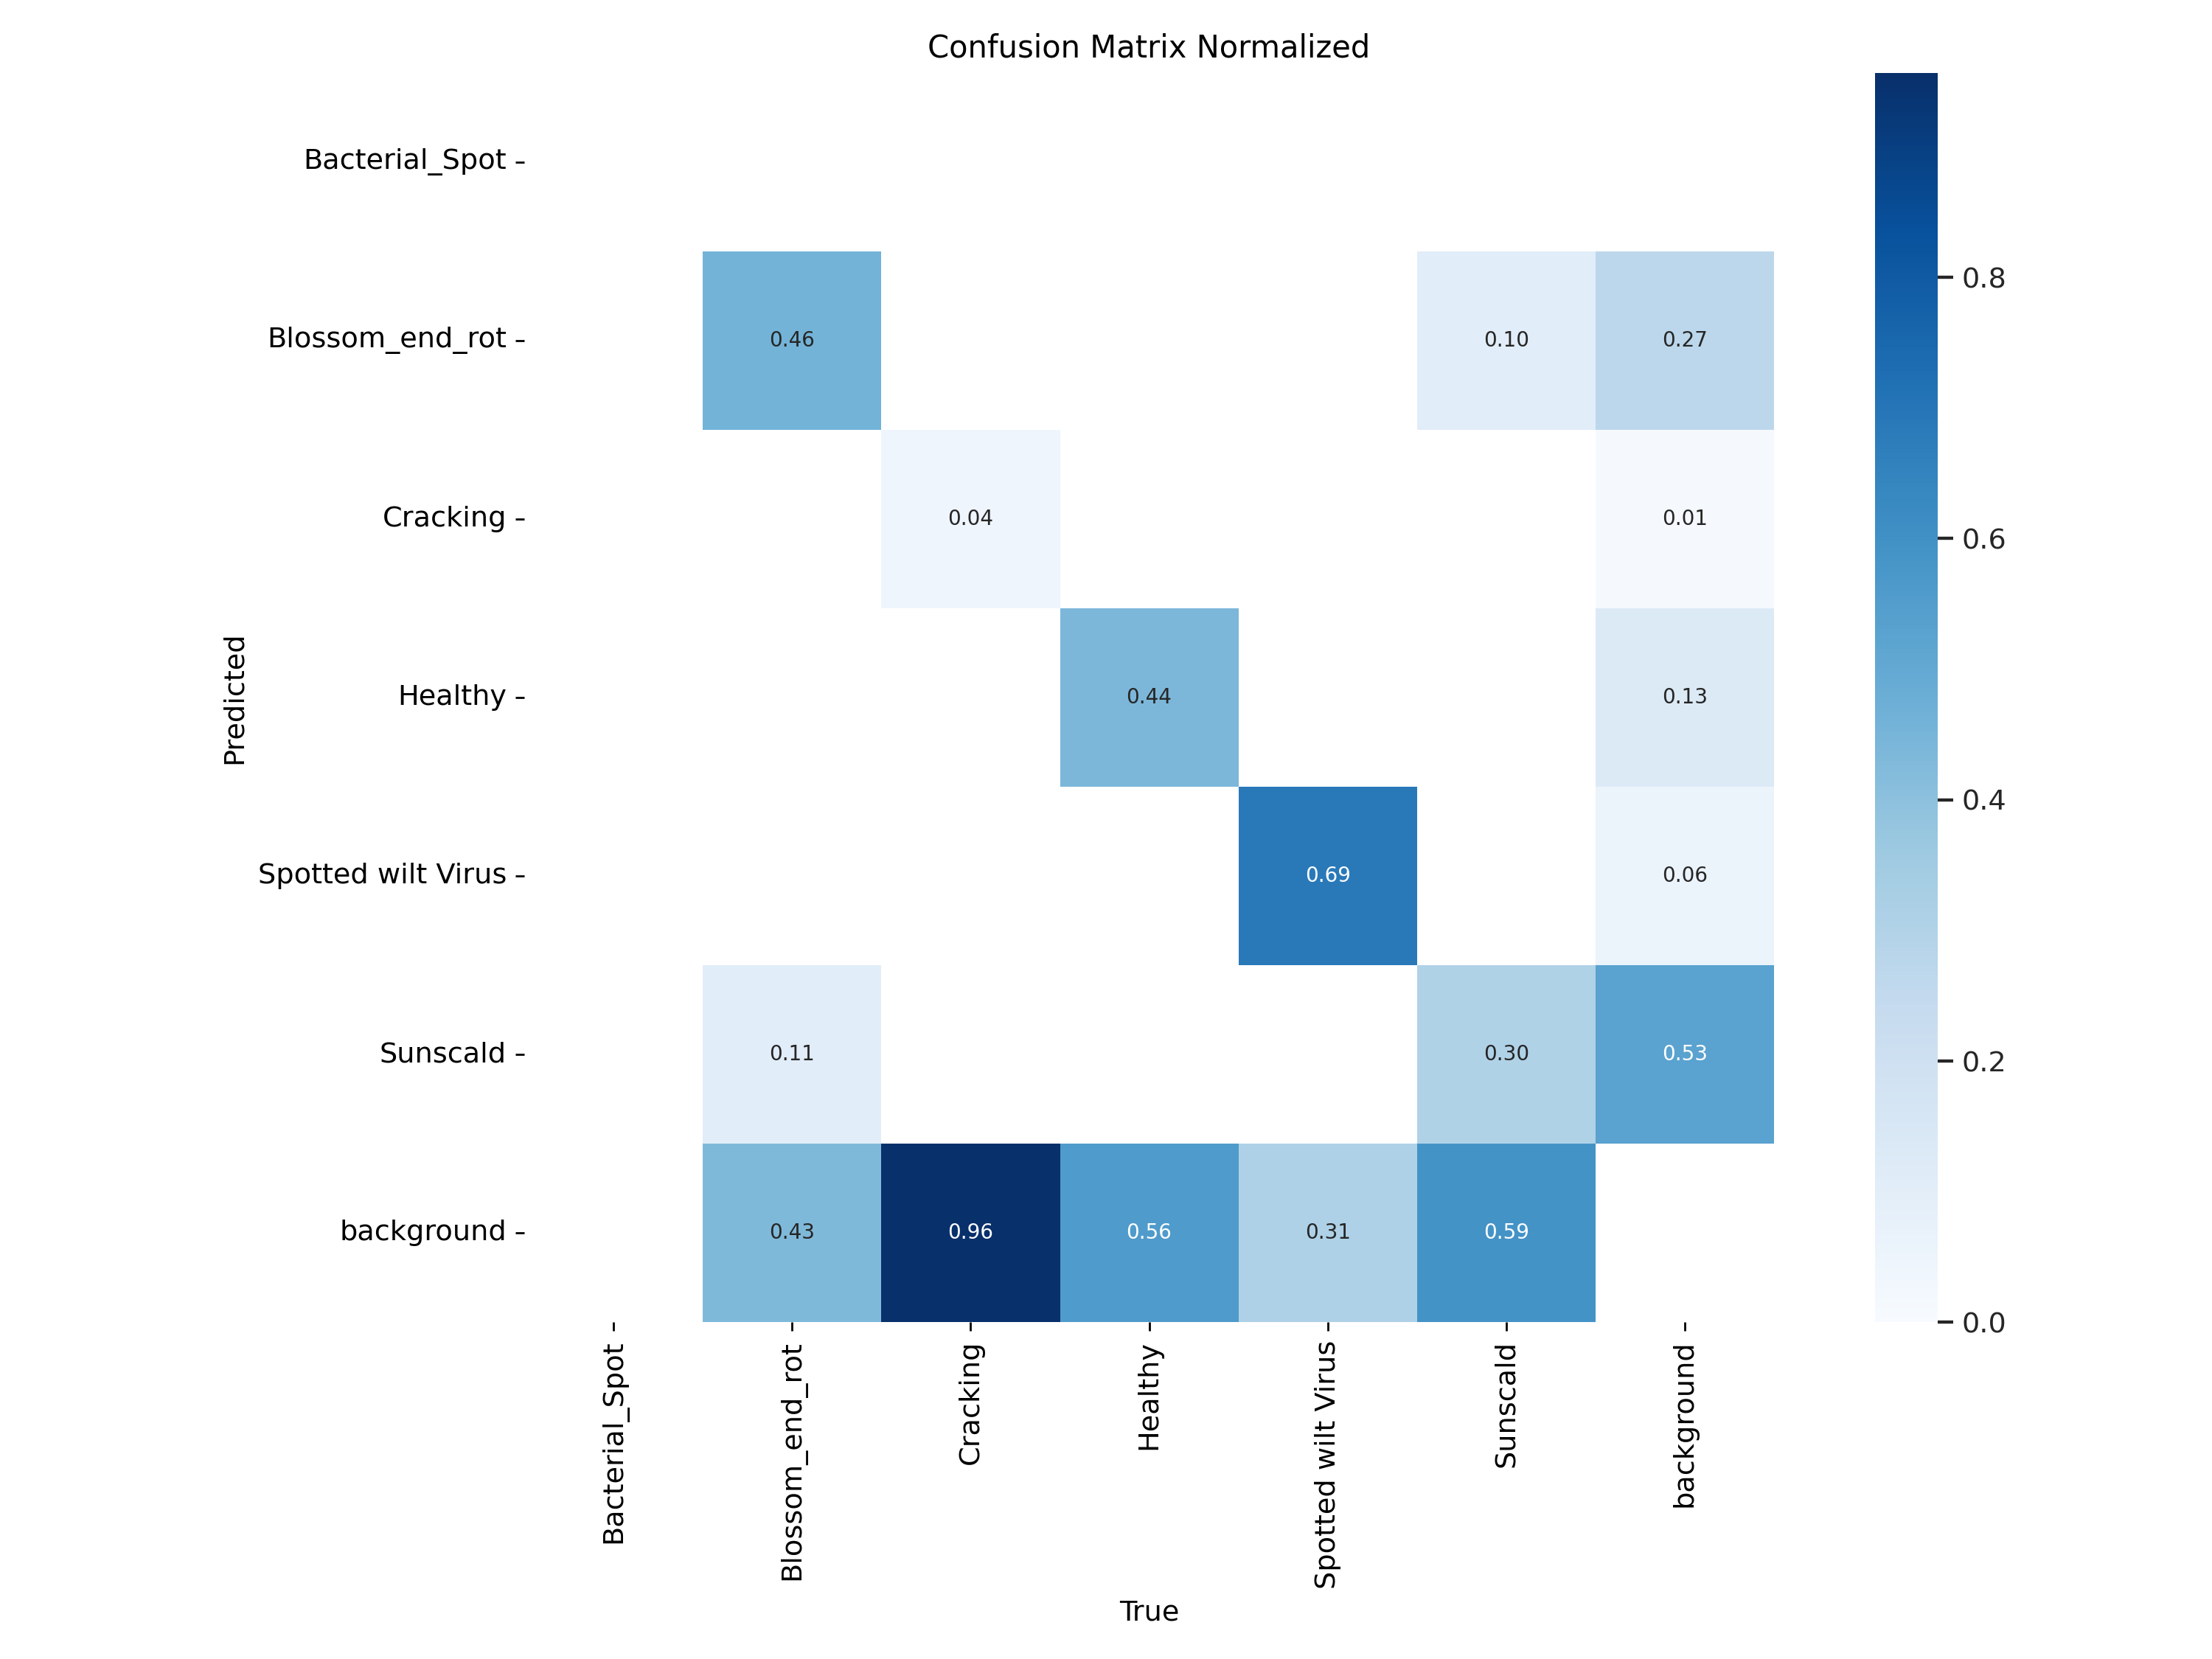 Confusion Matrix Normalized
Bacterial_Spot
Blossom_end_rot
0.46
0.10
0.27
0.8
Cracking
0.04
0.01
0.6
Predicted
Healthy
0.44
0.13
0.4
Spotted wilt Virus
0.69
0.06
Sunscald
0.11
0.30
0.53
0.2
background
0.43
0.96
0.56
0.31
0.59
0.0
Bacterial_Spot
Blossom_end_rot
Cracking
Healthy
Spotted wilt Virus
Sunscald
background
True